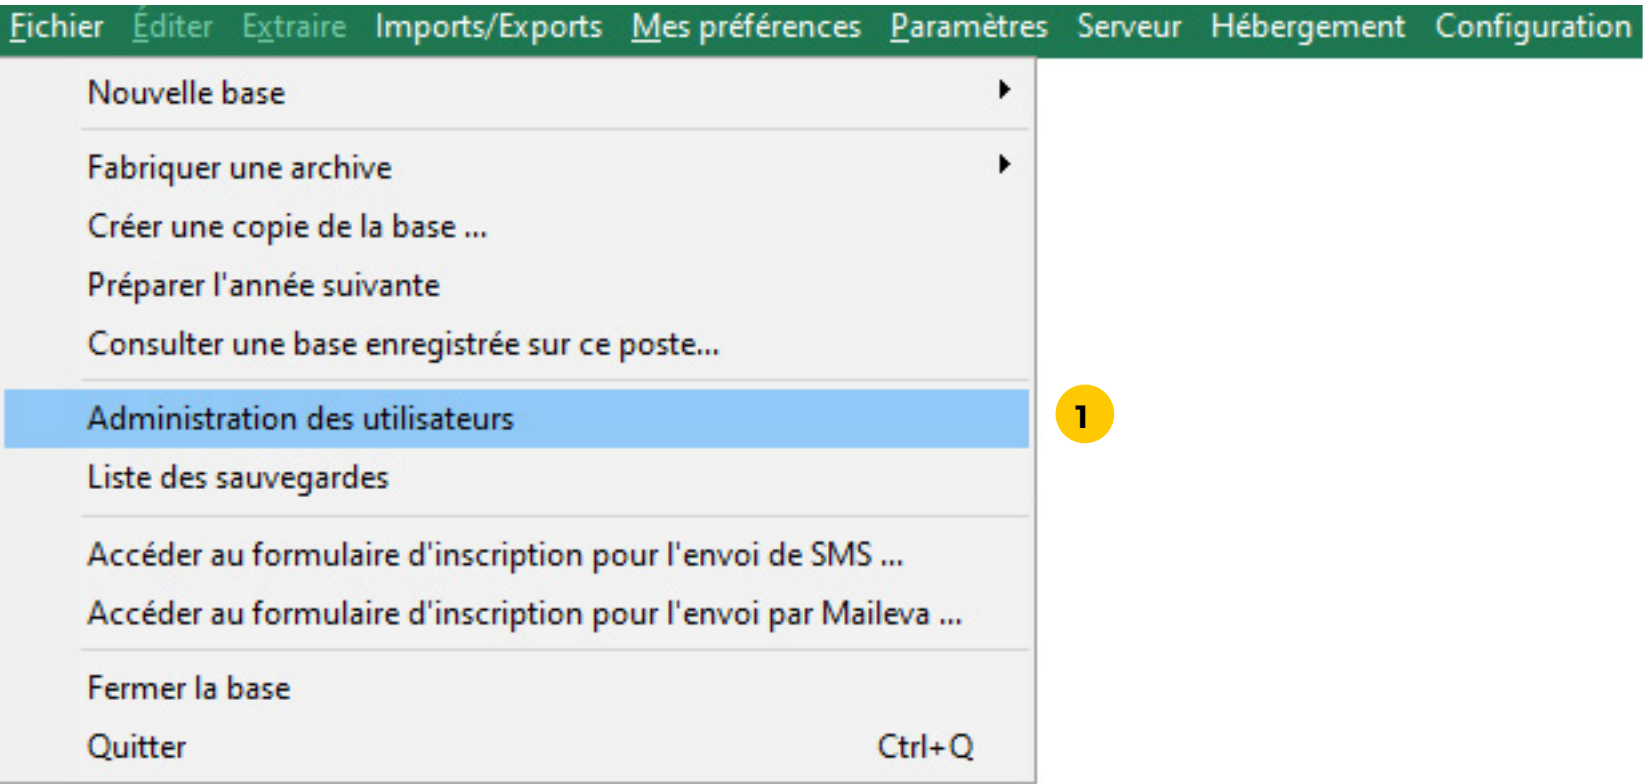 Fichier Éditer Extraire Imports/Exports Mes préférences Paramètres Serveur Hébergement Configuration
Nouvelle base
Fabriquer une archive
Créer une copie de la base ...
Préparer l'année suivante
Consulter une base enregistrée sur ce poste...
Administration des utilisateurs 1
Liste des sauvegardes
Accéder au formulaire d'inscription pour l'envoi de SMS ...
Accéder au formulaire d'inscription pour l'envoi par Maileva ...
Fermer la base
Quitter Ctrl+Q